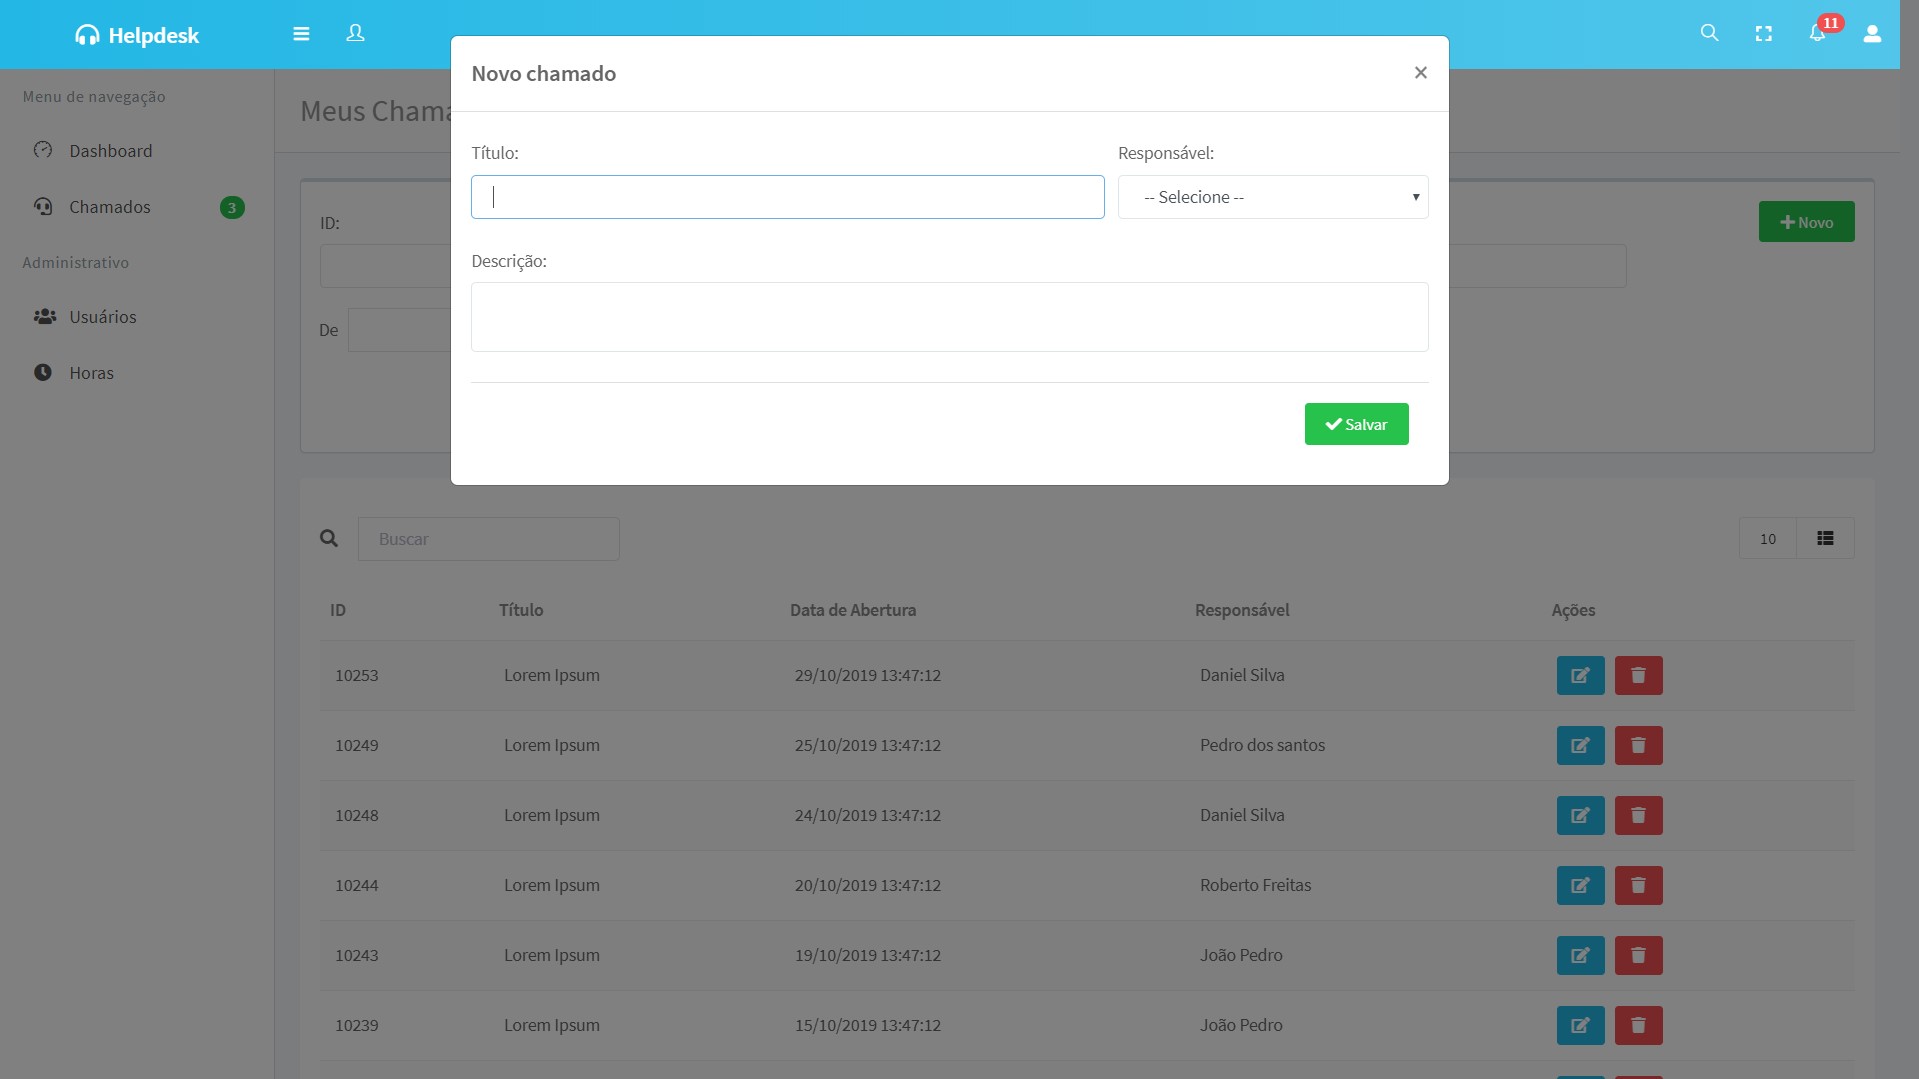 Helpdesk
11
Novo chamado
×
Menu de navegação
Meus Chama
Dashboard
Título:
Responsável:
-- Selecione --
Chamados
3
ID:
Novo
Descrição:
Administrativo
Usuários
De
Horas
Salvar
Buscar
10
ID Título Data de Abertura Responsável Ações
10253 Lorem Ipsum 29/10/2019 13:47:12 Daniel Silva
10249 Lorem Ipsum 25/10/2019 13:47:12 Pedro dos santos
10248 Lorem Ipsum 24/10/2019 13:47:12 Daniel Silva
10244 Lorem Ipsum 20/10/2019 13:47:12 Roberto Freitas
10243 Lorem Ipsum 19/10/2019 13:47:12 João Pedro
10239 Lorem Ipsum 15/10/2019 13:47:12 João Pedro